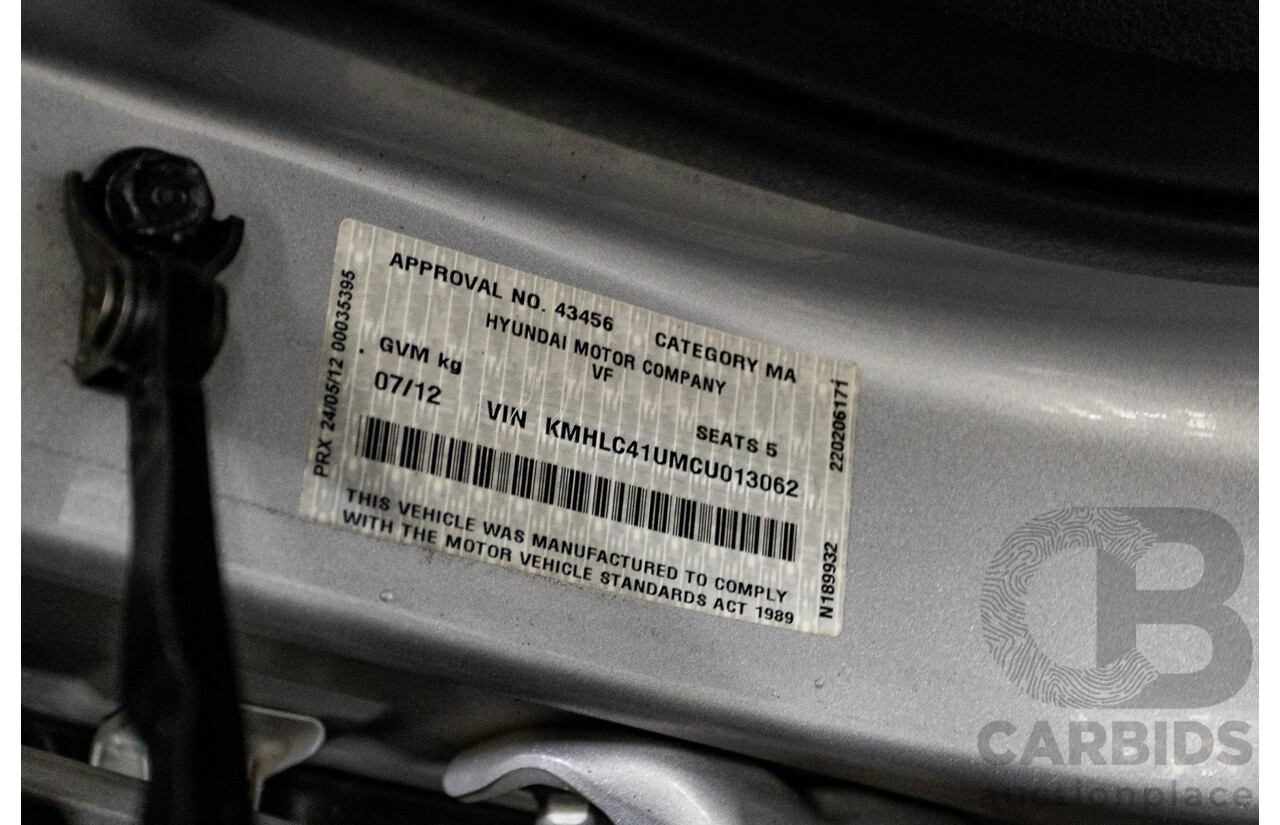 APPROVAL NO. 43456 CATEGORY MA
HYUNDAI MOTOR COMPANY
VF
GVM kg
SEATS 5
07/12 VIN KMHLC41UMCU013062
THIS VEHICLE WAS MANUFACTURED TO COMPLY
WITH THE MOTOR VEHICLE STANDARDS ACT 1989
PRX 24/05/12 00035395
N189932 220206171
CB
CARBIDS
auctionplace